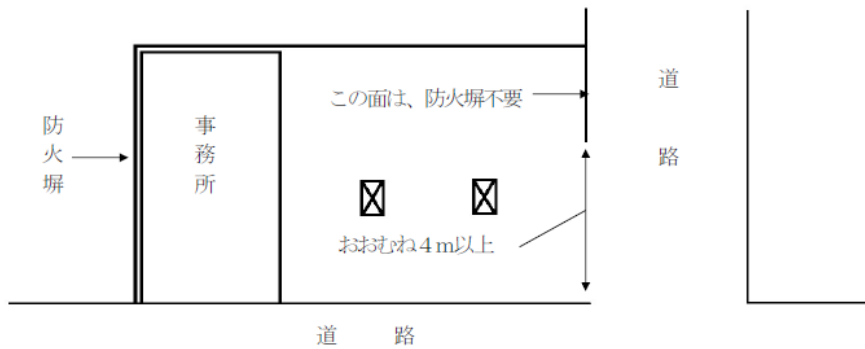 道
路
この面は、防火塀不要
防火塀
事務所
おおむね4m以上
道 路